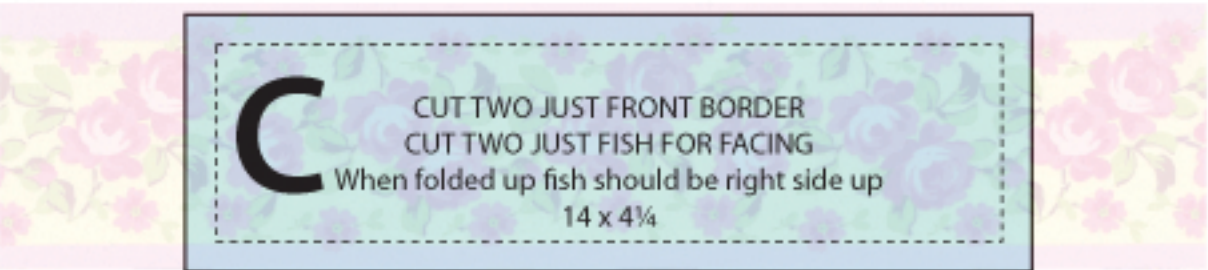 C
CUT TWO JUST FRONT BORDER
CUT TWO JUST FISH FOR FACING
When folded up fish should be right side up
14 x 4¼